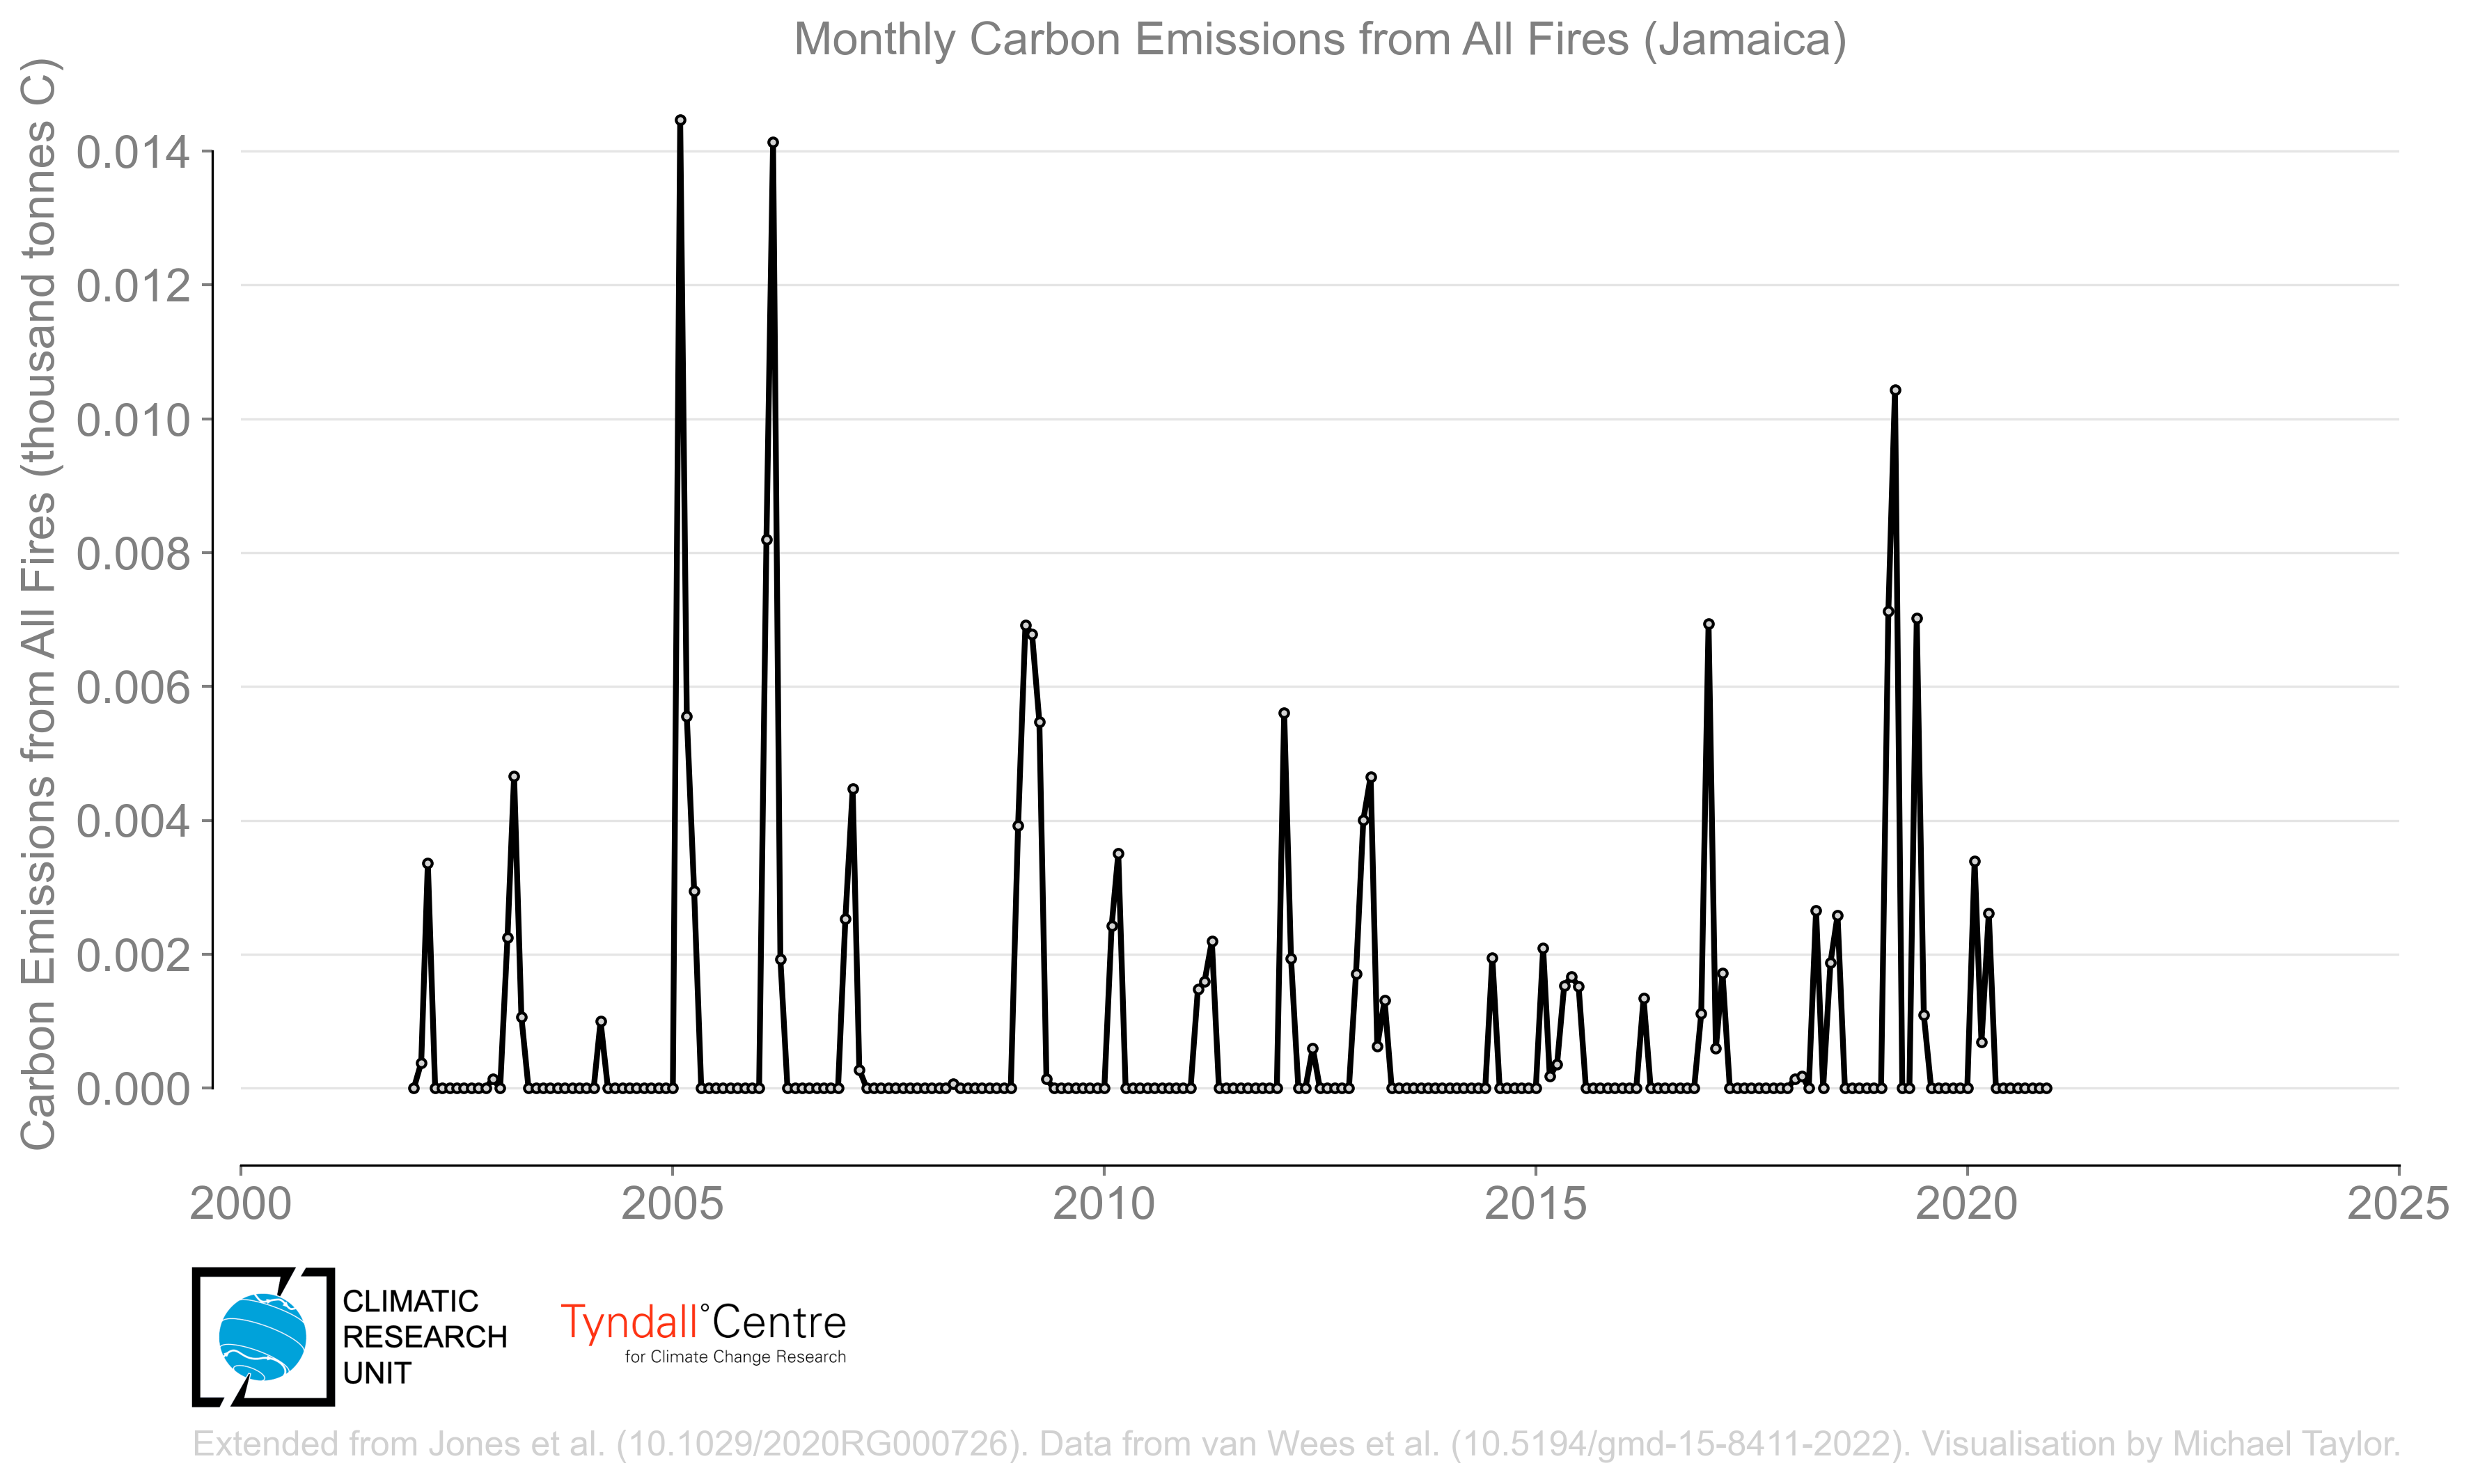 Monthly Carbon Emissions from All Fires (Jamaica)
Carbon Emissions from All Fires (thousand tonnes C)
0.014
0.012
0.010
0.008
0.006
0.004
0.002
0.000
2000
2005
2010
2015
2020
2025
CLIMATIC
RESEARCH
UNIT
Tyndall°Centre
for Climate Change Research
Extended from Jones et al. (10.1029/2020RG000726). Data from van Wees et al. (10.5194/gmd-15-8411-2022). Visualisation by Michael Taylor.